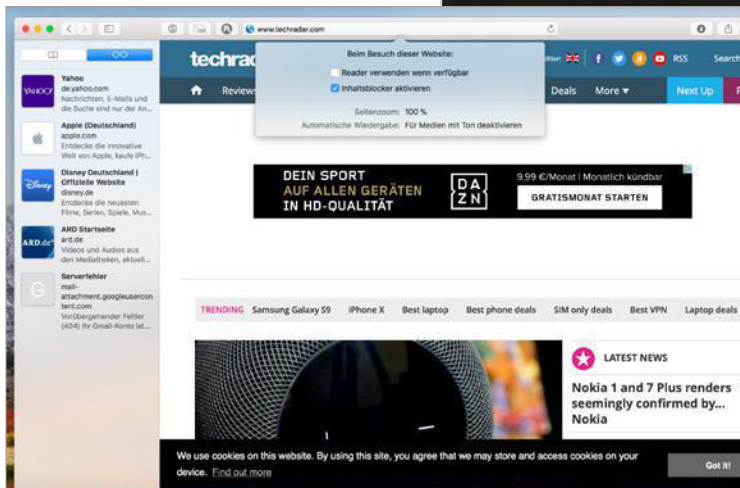 www.techradar.com
YAHOO!
Yahoo
de.yahoo.com
Nachrichten, E-Mails und
die Suche sind nur der An...
Apple (Deutschland)
apple.com
Entdecke die innovative
Welt von Apple, kaufe iPh...
Disney
Disney Deutschland |
Offizielle Website
disney.de
Entdecke die neuesten
Filme, Serien, Spiele, Mus...
ARD.de
ARD Startseite
ard.de
Videos und Audios aus
den Mediatheken, aktuell...
G
Serverfehler
mail-
attachment.googleusercon
tent.com
Vorübergehender Fehler
(404) Ihr Gmail-Konto ist...
Beim Besuch dieser Website:
Reader verwenden wenn verfügbar
Inhaltsblocker aktivieren
Seitenzoom: 100 %
Automatische Wiedergabe: Für Medien mit Ton deaktivieren
techrad
RSS Search
Reviews
Deals More Next Up
DEIN SPORT
AUF ALLEN GERÄTEN
IN HD-QUALITÄT
DAZN
9,99 €/Monat | Monatlich kündbar
GRATISMONAT STARTEN
TRENDING Samsung Galaxy S9 iPhone X Best laptop Best phone deals SIM only deals Best VPN Laptop deals
LATEST NEWS
Nokia 1 and 7 Plus renders
seemingly confirmed by...
Nokia
We use cookies on this website. By using this site, you agree that we may store and access cookies on your
device. Find out more
Got it!